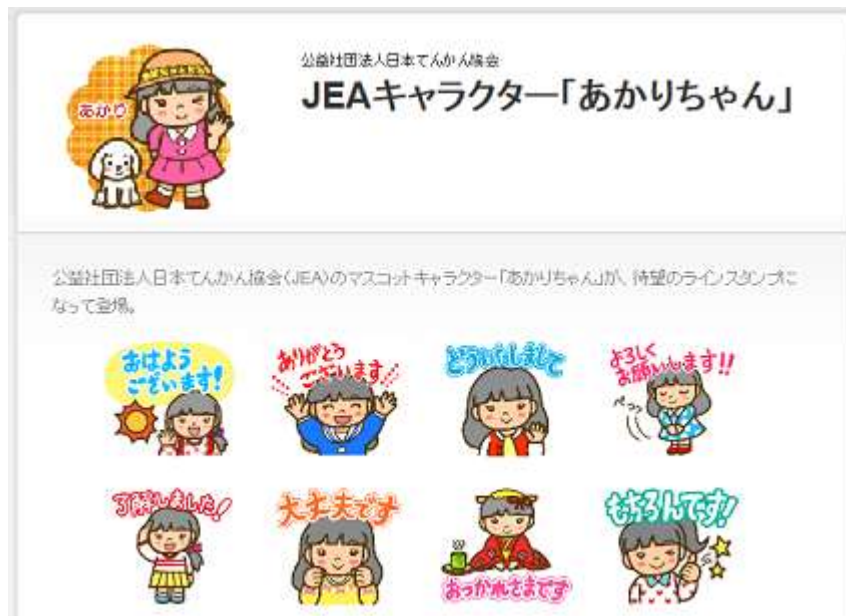 公益社団法人日本てんかん協会
JEAキャラクター「あかりちゃん」
あかり
公益社団法人日本てんかん協会(JEA)のマスコットキャラクター「あかりちゃん」が、待望のラインスタンプに
なって登場。
おはよう
ございます!
ありがとう
ございます!
どういたしまして
よろしく
お願いします!!
ペコッ
了解しました!
大丈夫です
おつかれさまです
もちろんです!